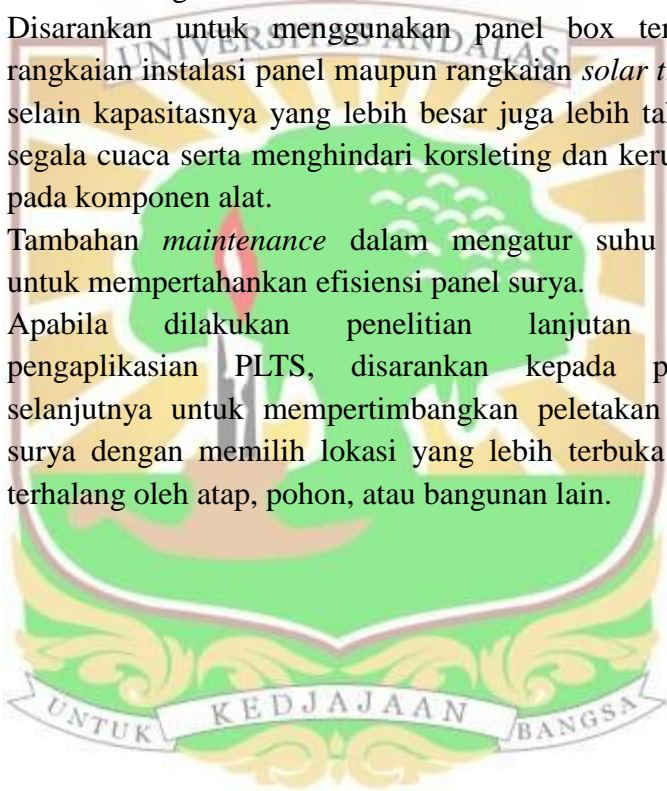 Disarankan untuk menggunakan panel box
UNIVERSITAS ANDALAS
rangkaian instalasi panel maupun rangkaian solar
selain kapasitasnya yang lebih besar juga lebih
segala cuaca serta menghindari korsleting dan
pada komponen alat.
Tambahan maintenance dalam mengatur suhu
untuk mempertahankan efisiensi panel surya.
Apabila dilakukan penelitian lanjutan
pengaplikasian PLTS, disarankan kepada
selanjutnya untuk mempertimbangkan peletakan
surya dengan memilih lokasi yang lebih terbuka
terhalang oleh atap, pohon, atau bangunan lain.
UNTUK KEDJAJAAN BANGSA